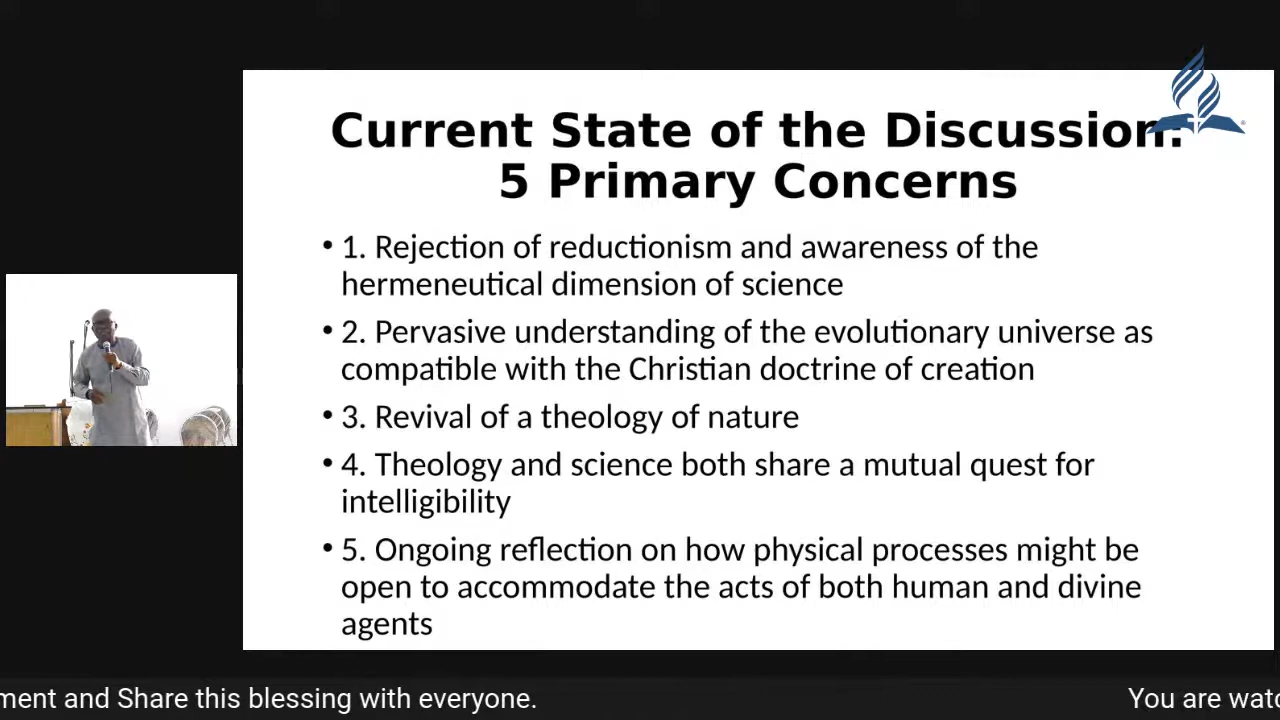 Current State of the Discussion:
5 Primary Concerns
• 1. Rejection of reductionism and awareness of the
hermeneutical dimension of science
• 2. Pervasive understanding of the evolutionary universe as
compatible with the Christian doctrine of creation
• 3. Revival of a theology of nature
• 4. Theology and science both share a mutual quest for
intelligibility
• 5. Ongoing reflection on how physical processes might be
open to accommodate the acts of both human and divine
agents
and Share this blessing with everyone. You are